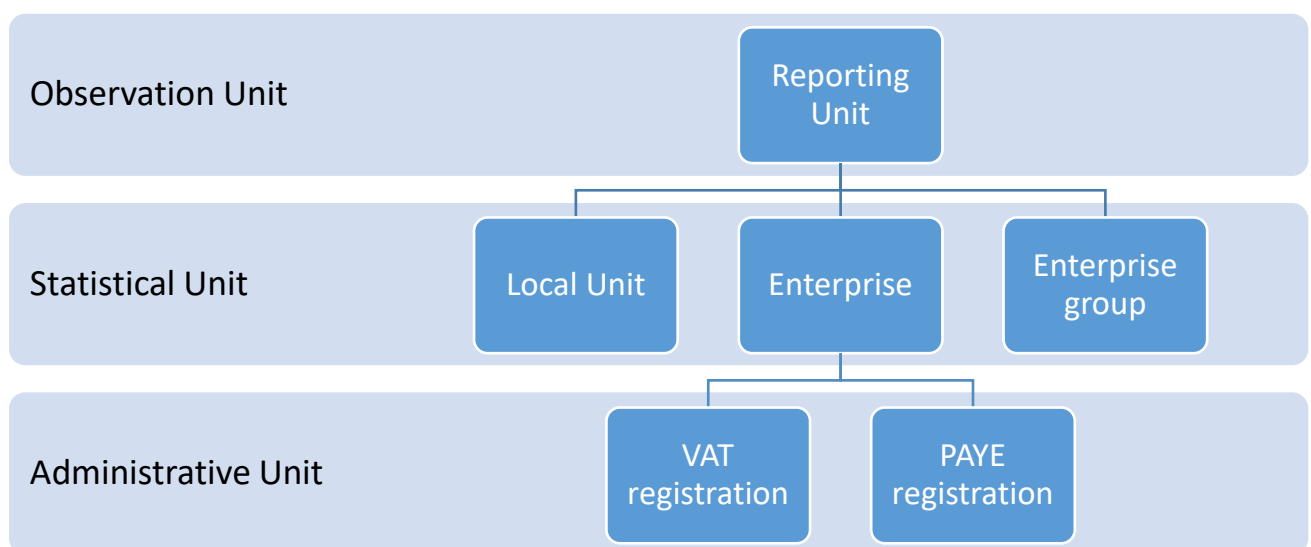 Observation Unit
Reporting
Unit
Statistical Unit
Local Unit
Enterprise
Enterprise
group
Administrative Unit
VAT
registration
PAYE
registration